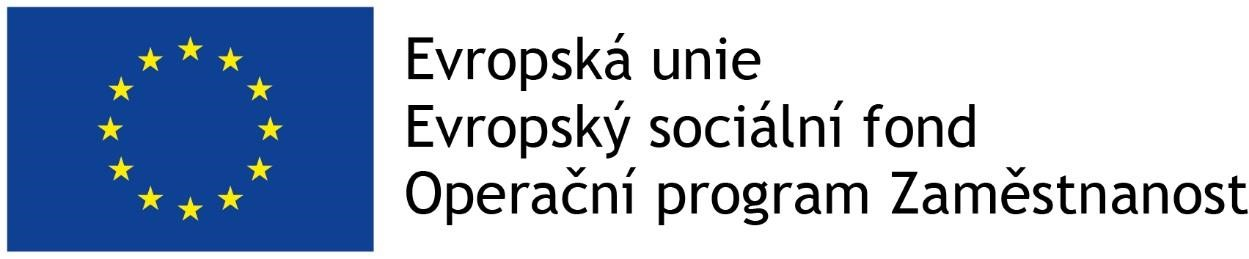 Evropská unie
Evropský sociální fond
Operační program Zaměstnanost